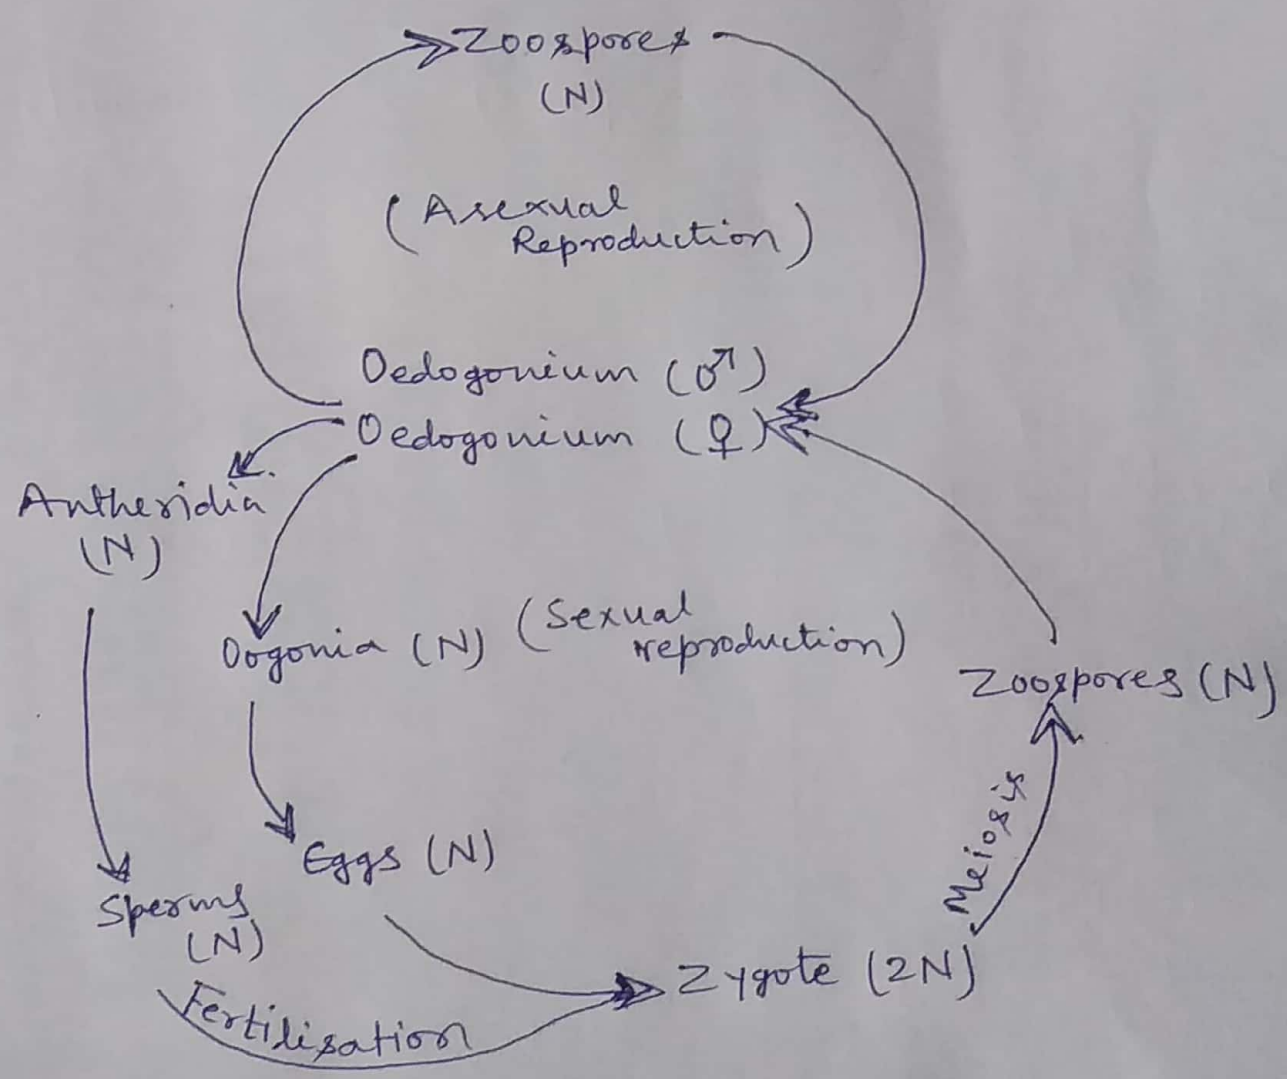 Zoospores
(N)
(Asexual
Reproduction)
Oedogonium (♂)
Oedogonium (♀)
Antheridia
(N)
Oogonia (N)
(Sexual
reproduction)
Zoospores (N)
Meiosis
Eggs (N)
Sperms
(N)
Zygote (2N)
Fertilisation